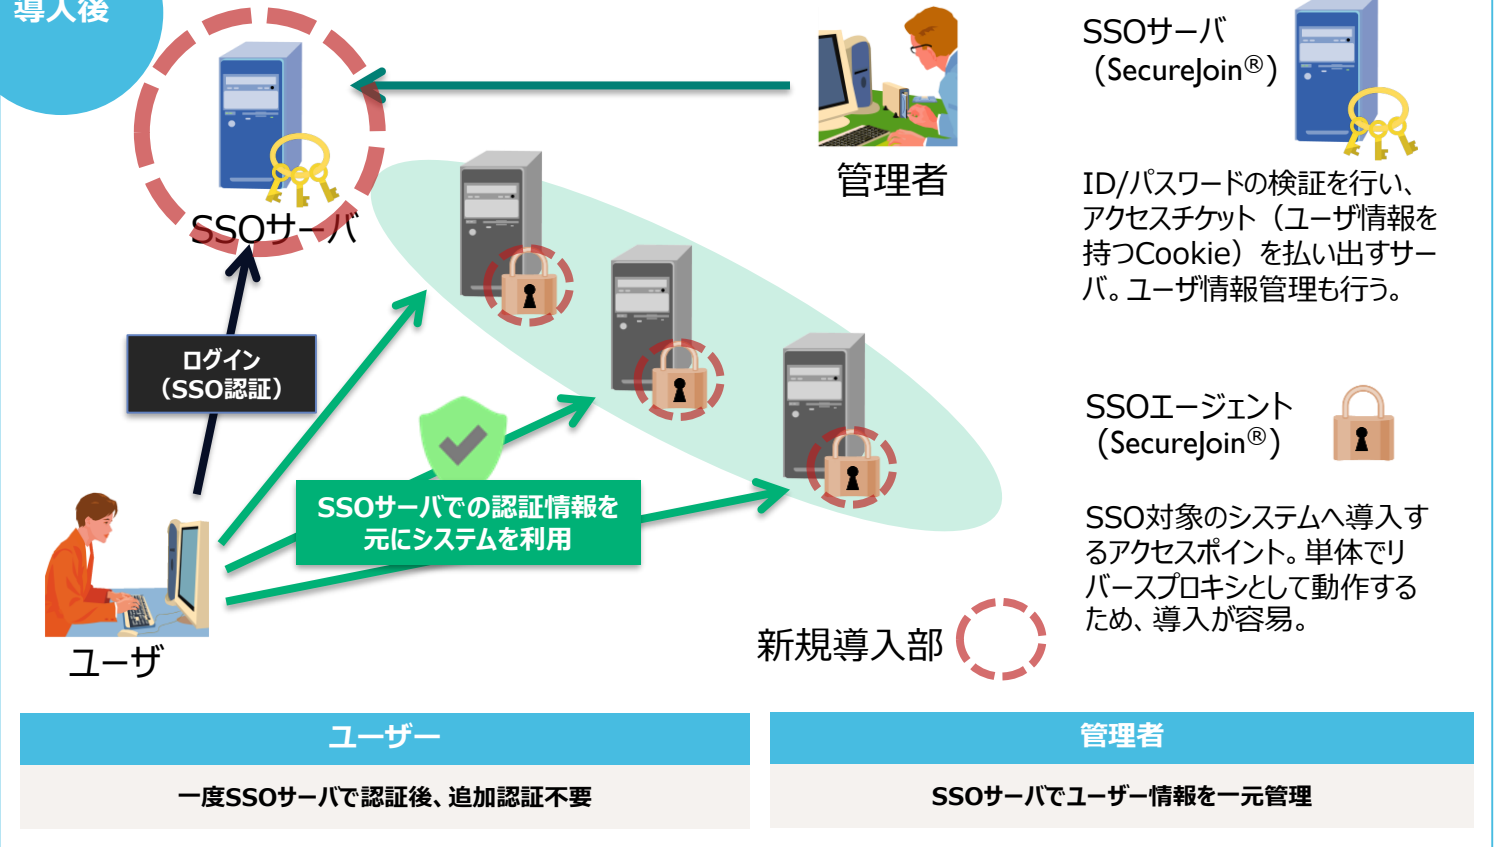 導入後
SSOサーバ
管理者
ログイン
（SSO認証）
SSOサーバでの認証情報を
元にシステムを利用
ユーザ
新規導入部
SSOサーバ
（SecureJoin®）
ID/パスワードの検証を行い、
アクセスチケット（ユーザ情報を
持つCookie）を払い出すサー
バ。ユーザ情報管理も行う。
SSOエージェント
（SecureJoin®）
SSO対象のシステムへ導入す
るアクセスポイント。単体でリ
バースプロキシとして動作する
ため、導入が容易。
ユーザー
一度SSOサーバで認証後、追加認証不要
管理者
SSOサーバでユーザー情報を一元管理